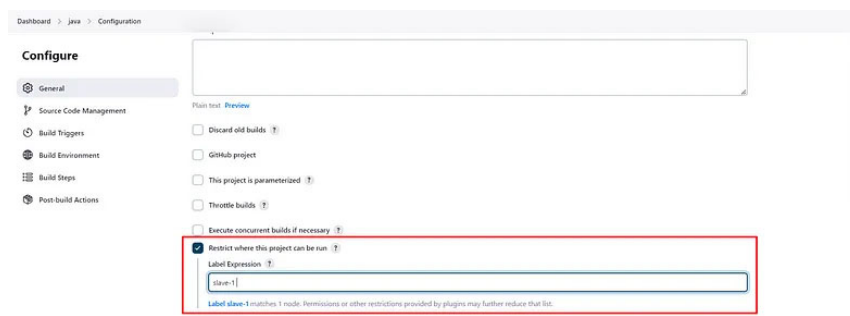 Dashboard > java > Configuration
Configure
General
Source Code Management
Build Triggers
Build Environment
Build Steps
Post-build Actions
Plain text Preview
Discard old builds ?
GitHub project
This project is parameterized ?
Throttle builds ?
Execute concurrent builds if necessary ?
Restrict where this project can be run ?
Label Expression ?
slave-1
Label slave-1 matches 1 node. Permissions or other restrictions provided by plugins may further reduce that list.